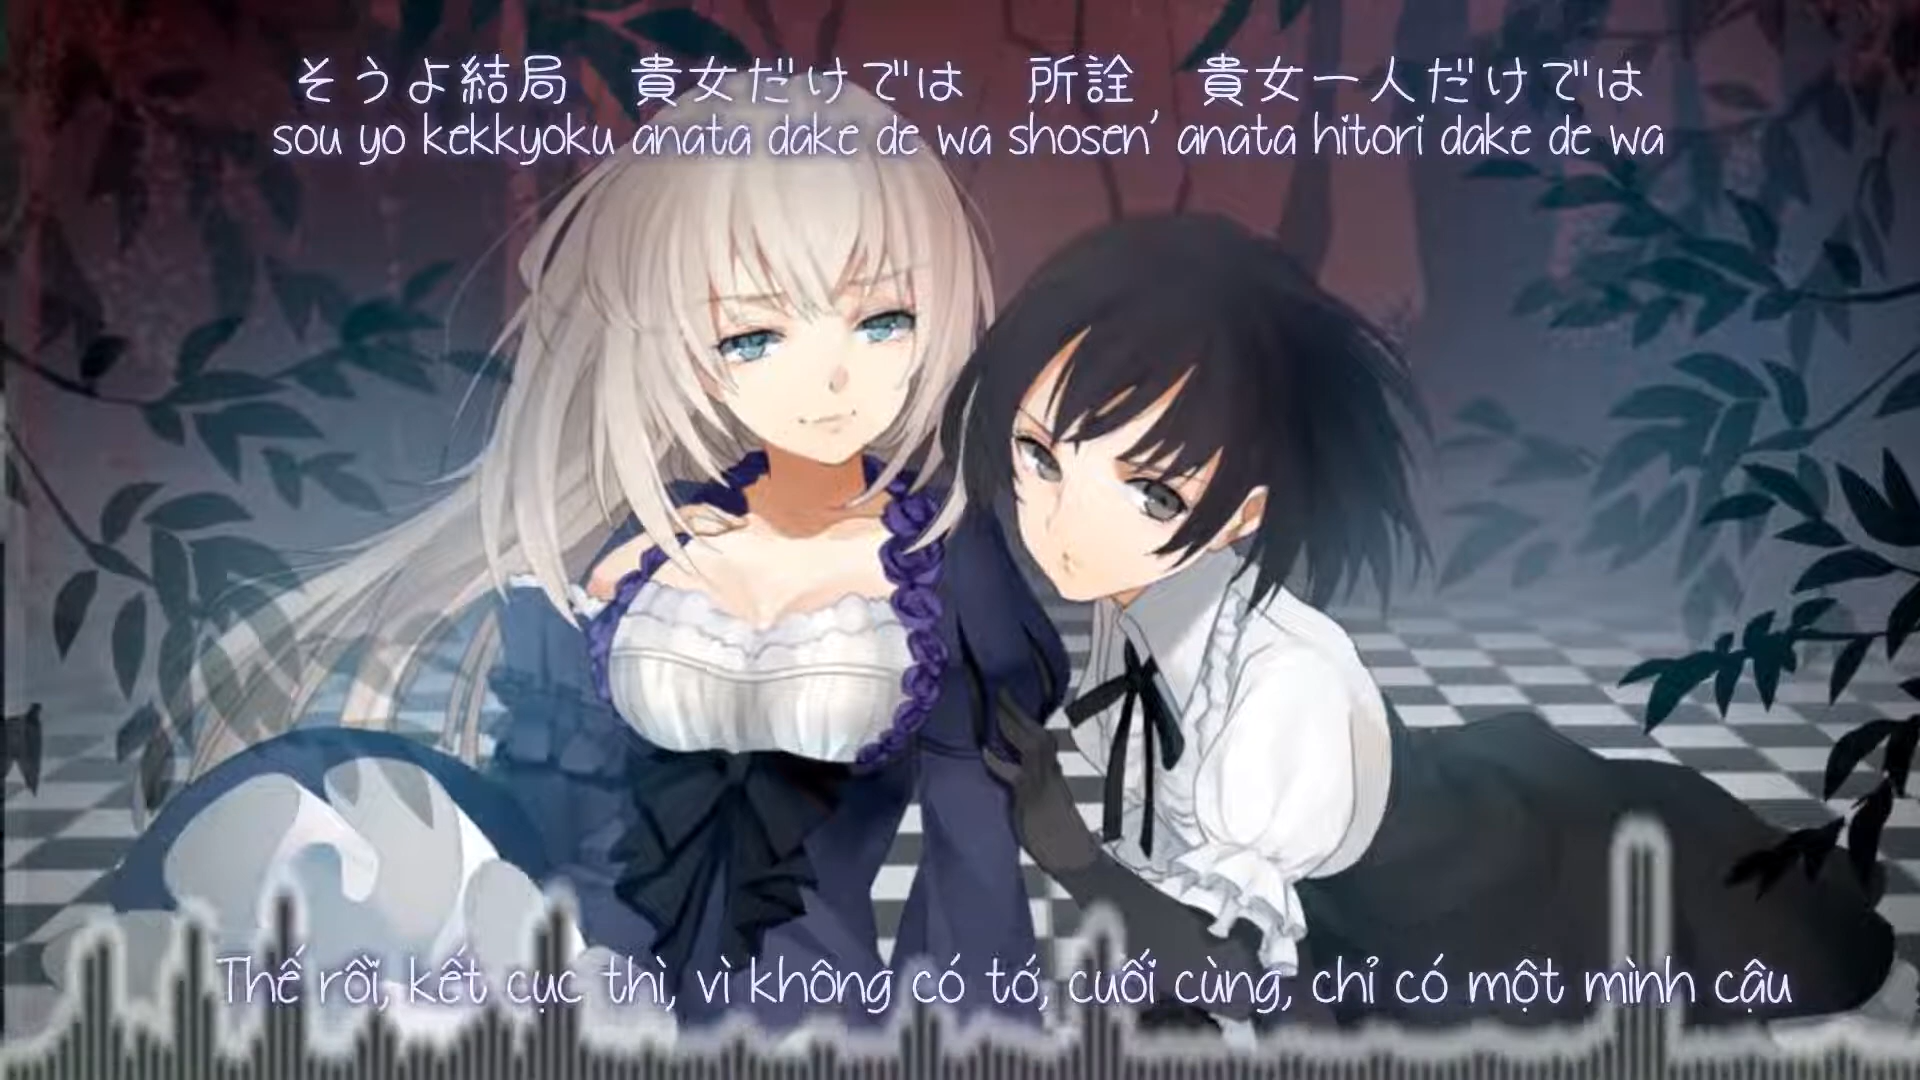 そうよ結局　貴女だけでは　所詮　貴女一人だけでは
sou yo kekkyoku anata dake de wa shosen' anata hitori dake de wa
Thế rồi, kết cục thì, vì không có tớ, cuối cùng, chỉ có một mình cậu